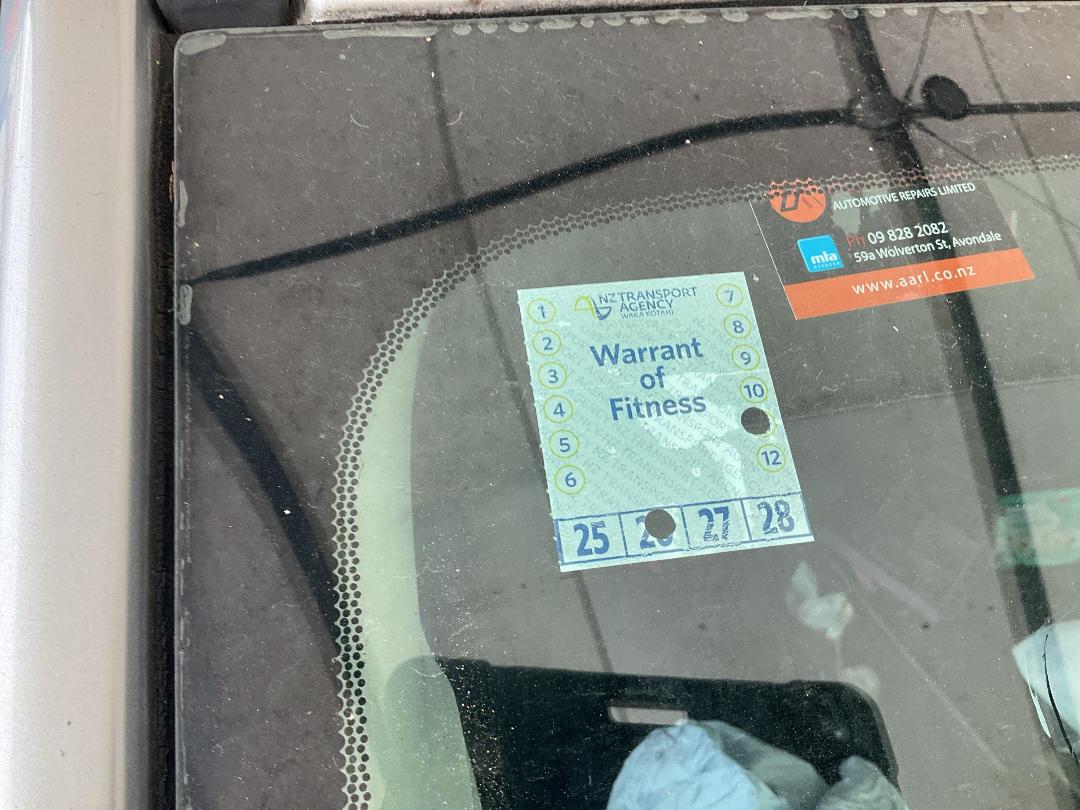 AUTOMOTIVE REPAIRS LIMITED
mta
Ph 09 828 2082
59a Wolverton St, Avondale
www.aarl.co.nz
NZ TRANSPORT
AGENCY
WAKA KOTAHI
1
2
3
4
5
6
7
8
9
10
12
Warrant
of
Fitness
25 26 27 28